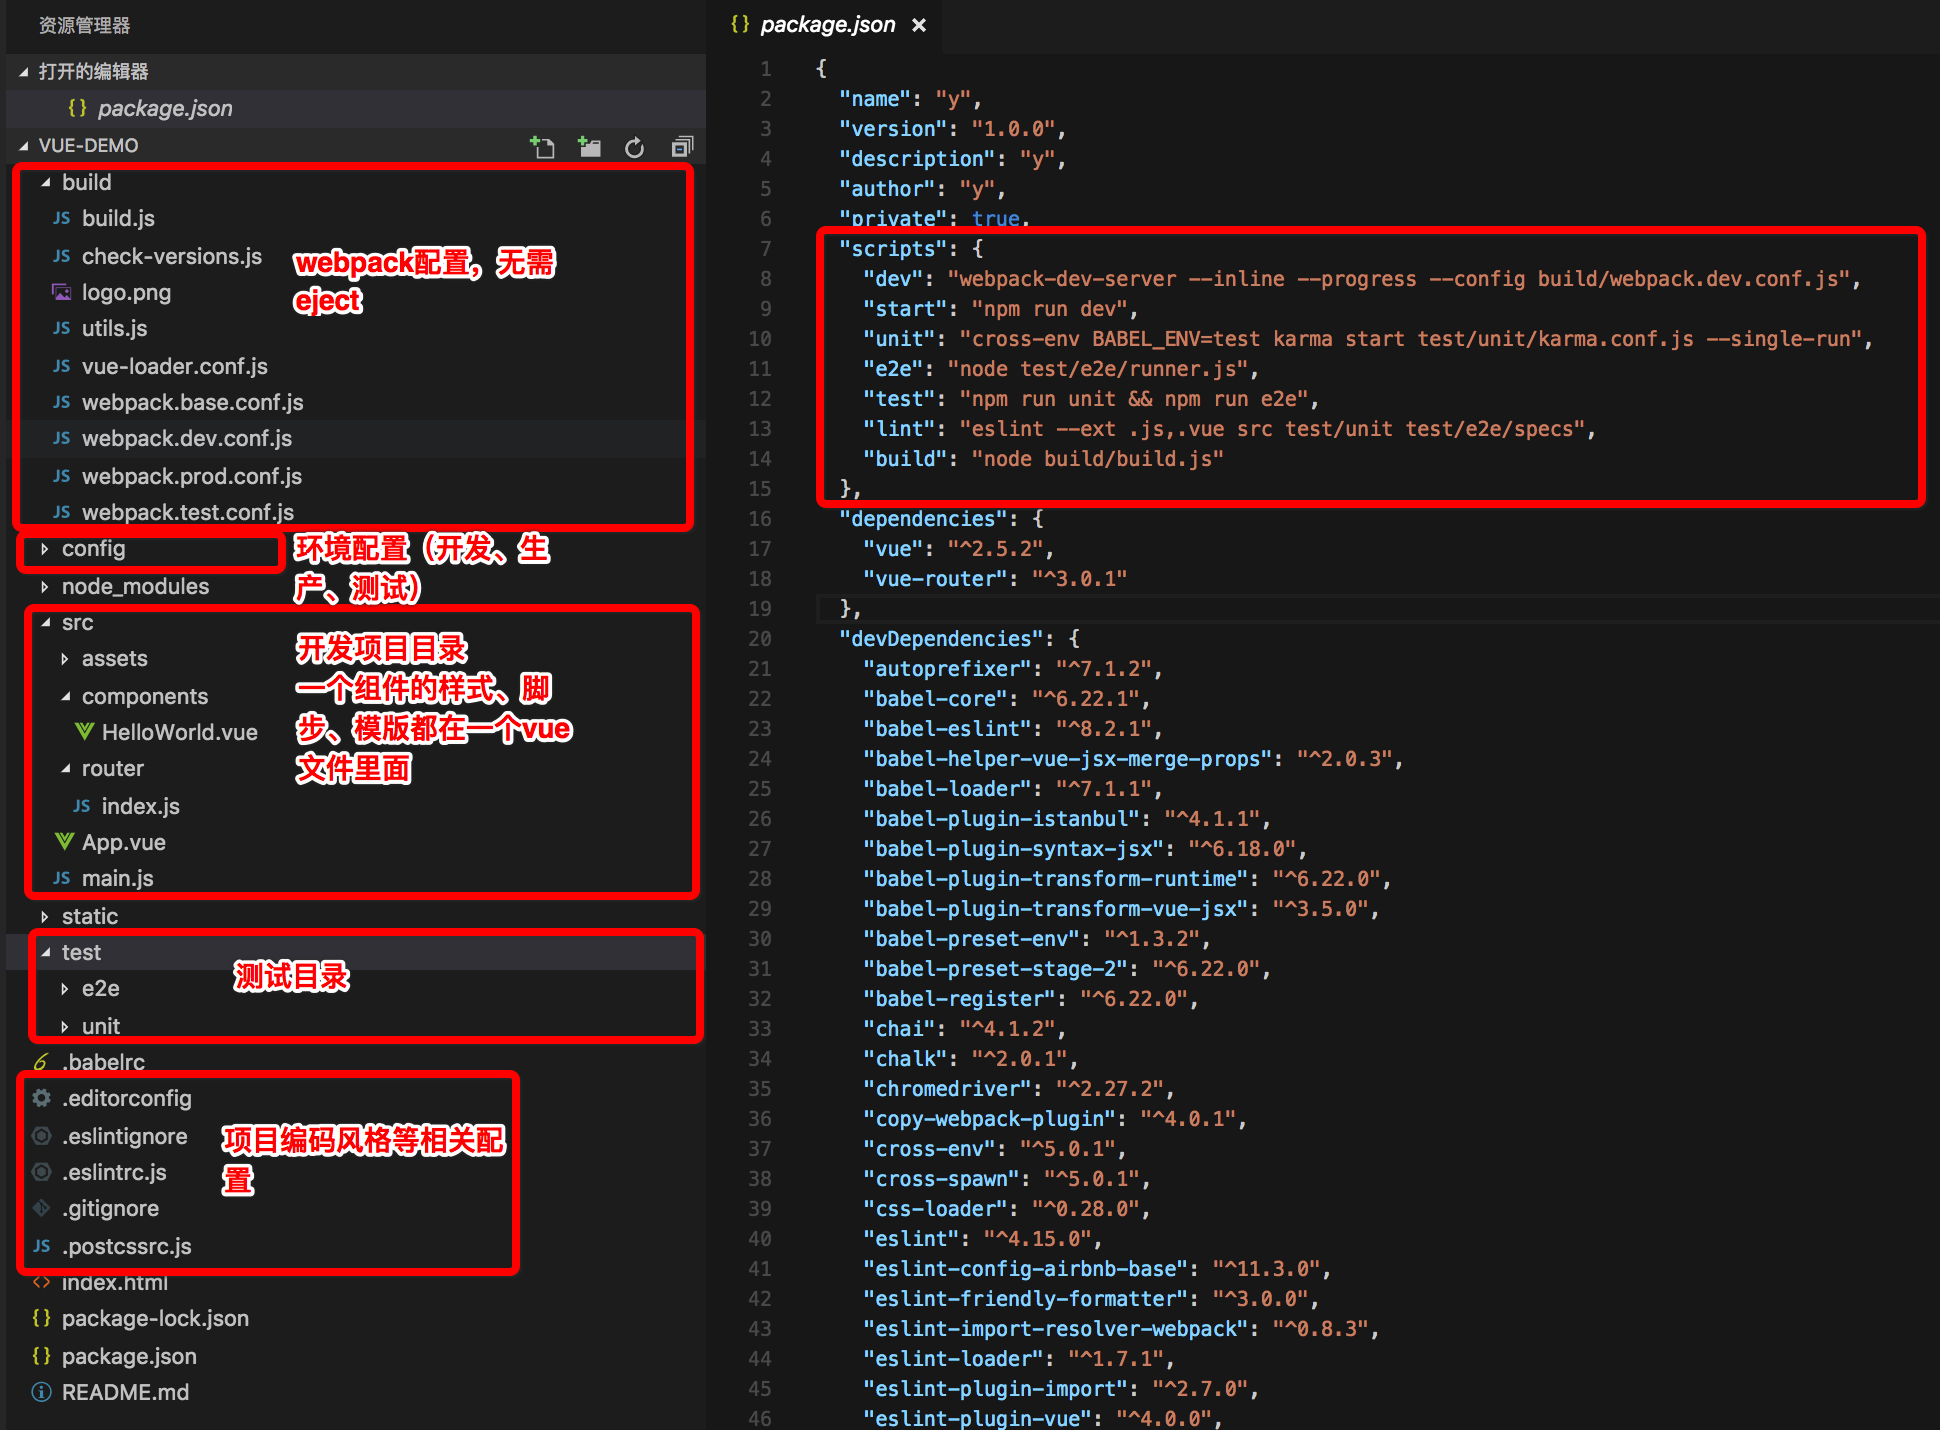 资源管理器
打开的编辑器
{} package.json
VUE-DEMO
build
JS build.js
JS check-versions.js
logo.png
JS utils.js
JS vue-loader.conf.js
JS webpack.base.conf.js
JS webpack.dev.conf.js
JS webpack.prod.conf.js
JS webpack.test.conf.js
webpack配置，无需
eject
config
环境配置（开发、生
产、测试）
node_modules
src
assets
components
HelloWorld.vue
router
JS index.js
App.vue
JS main.js
开发项目目录
一个组件的样式、脚
步、模版都在一个vue
文件里面
static
test
e2e
unit
测试目录
.babelrc
.editorconfig
.eslintignore
.eslintrc.js
.gitignore
JS .postcssrc.js
项目编码风格等相关配
置
<> index.html
{} package-lock.json
{} package.json
README.md
{} package.json ×
1 {
2 "name": "y",
3 "version": "1.0.0",
4 "description": "y",
5 "author": "y",
6 "private": true,
7 "scripts": {
8 "dev": "webpack-dev-server --inline --progress --config build/webpack.dev.conf.js",
9 "start": "npm run dev",
10 "unit": "cross-env BABEL_ENV=test karma start test/unit/karma.conf.js --single-run",
11 "e2e": "node test/e2e/runner.js",
12 "test": "npm run unit && npm run e2e",
13 "lint": "eslint --ext .js,.vue src test/unit test/e2e/specs",
14 "build": "node build/build.js"
15 },
16 "dependencies": {
17 "vue": "^2.5.2",
18 "vue-router": "^3.0.1"
19 },
20 "devDependencies": {
21 "autoprefixer": "^7.1.2",
22 "babel-core": "^6.22.1",
23 "babel-eslint": "^8.2.1",
24 "babel-helper-vue-jsx-merge-props": "^2.0.3",
25 "babel-loader": "^7.1.1",
26 "babel-plugin-istanbul": "^4.1.1",
27 "babel-plugin-syntax-jsx": "^6.18.0",
28 "babel-plugin-transform-runtime": "^6.22.0",
29 "babel-plugin-transform-vue-jsx": "^3.5.0",
30 "babel-preset-env": "^1.3.2",
31 "babel-preset-stage-2": "^6.22.0",
32 "babel-register": "^6.22.0",
33 "chai": "^4.1.2",
34 "chalk": "^2.0.1",
35 "chromedriver": "^2.27.2",
36 "copy-webpack-plugin": "^4.0.1",
37 "cross-env": "^5.0.1",
38 "cross-spawn": "^5.0.1",
39 "css-loader": "^0.28.0",
40 "eslint": "^4.15.0",
41 "eslint-config-airbnb-base": "^11.3.0",
42 "eslint-friendly-formatter": "^3.0.0",
43 "eslint-import-resolver-webpack": "^0.8.3",
44 "eslint-loader": "^1.7.1",
45 "eslint-plugin-import": "^2.7.0",
46 "eslint-plugin-vue": "^4.0.0",